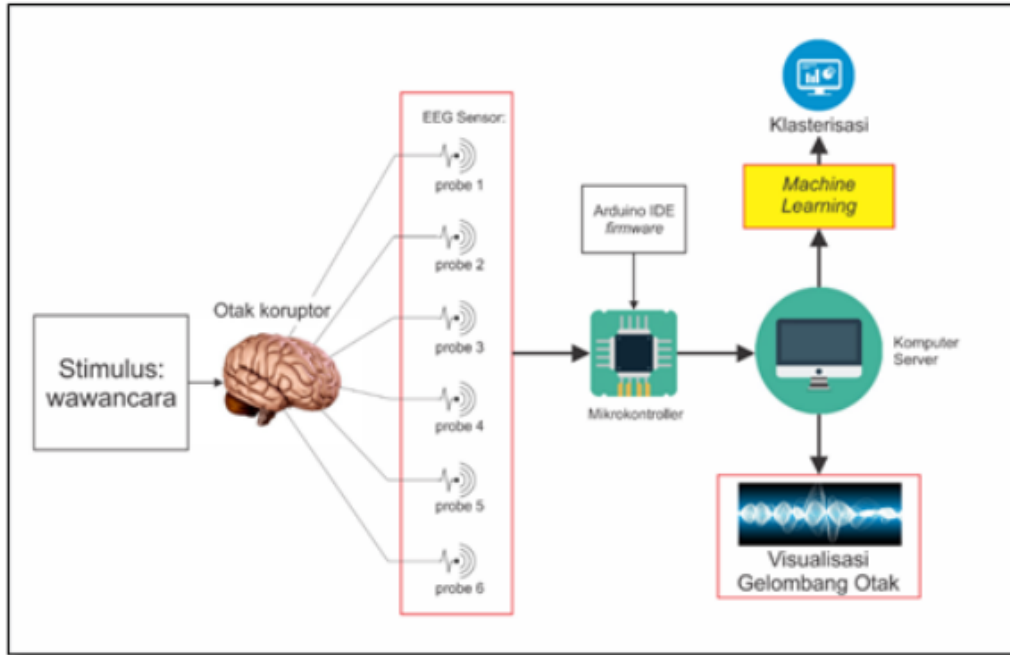 Stimulus:
wawancara
Otak koruptor
EEG Sensor:
probe 1
probe 2
probe 3
probe 4
probe 5
probe 6
Arduino IDE
firmware
Mikrokontroller
Komputer
Server
Machine
Learning
Klasterisasi
Visualisasi
Gelombang Otak